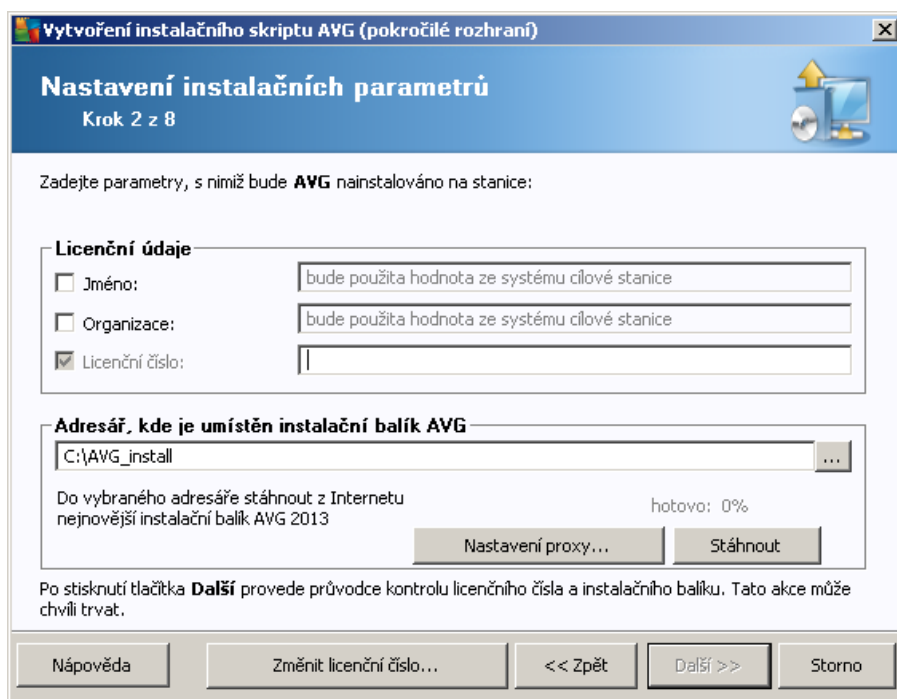 Vytvoření instalačního skriptu AVG (pokročilé rozhraní)
Nastavení instalačních parametrů
Krok 2 z 8
Zadejte parametry, s nimiž bude AVG nainstalováno na stanice:
Licenční údaje
Jméno:
bude použita hodnota ze systému cílové stanice
Organizace:
bude použita hodnota ze systému cílové stanice
Licenční číslo:
Adresář, kde je umístěn instalační balík AVG
C:\AVG_install
...
Do vybraného adresáře stáhnout z Internetu
nejnovější instalační balík AVG 2013
hotovo: 0%
Nastavení proxy...
Stáhnout
Po stisknutí tlačítka Další provede průvodce kontrolu licenčního čísla a instalačního balíku. Tato akce může
chvíli trvat.
Nápověda
Změnit licenční číslo...
<< Zpět
Další >>
Storno